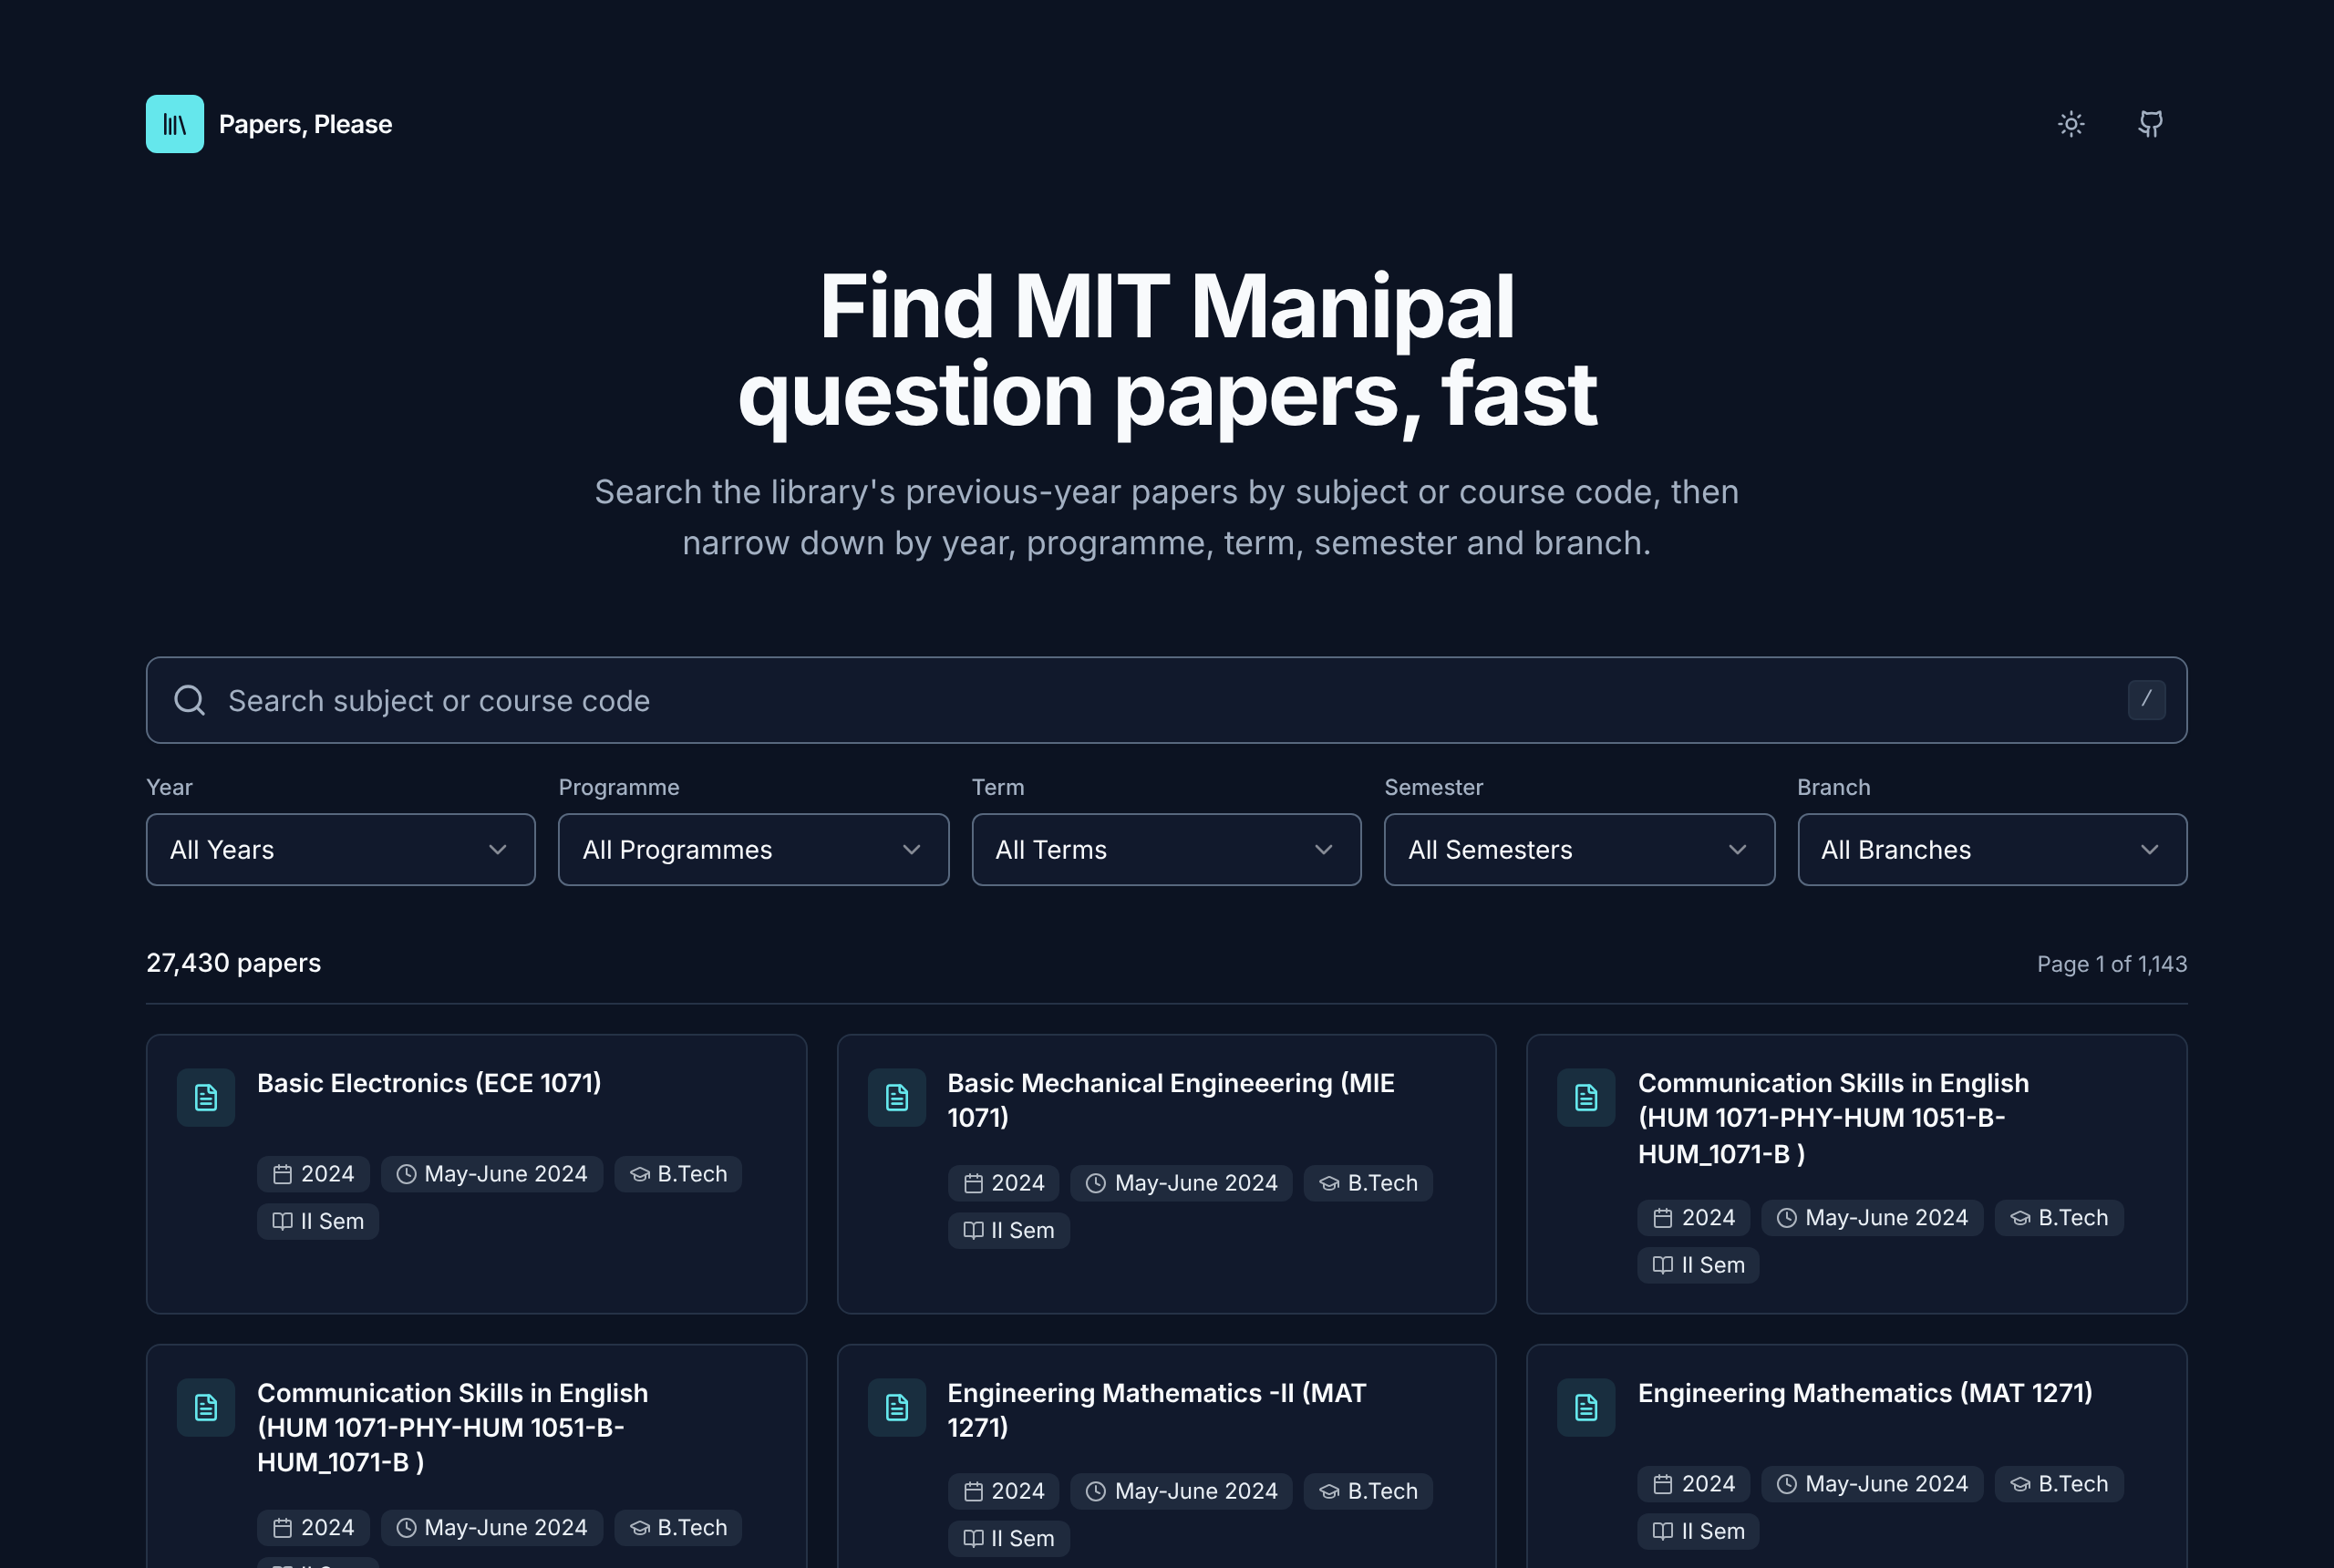 Papers, Please
Find MIT Manipal
question papers, fast
Search the library's previous-year papers by subject or course code, then
narrow down by year, programme, term, semester and branch.
Search subject or course code
/
Year
Programme
Term
Semester
Branch
All Years
All Programmes
All Terms
All Semesters
All Branches
27,430 papers
Page 1 of 1,143
Basic Electronics (ECE 1071)
2024
May-June 2024
B.Tech
II Sem
Basic Mechanical Engineeering (MIE
1071)
2024
May-June 2024
B.Tech
II Sem
Communication Skills in English
(HUM 1071-PHY-HUM 1051-B-
HUM_1071-B )
2024
May-June 2024
B.Tech
II Sem
Communication Skills in English
(HUM 1071-PHY-HUM 1051-B-
HUM_1071-B )
2024
May-June 2024
B.Tech
Engineering Mathematics -II (MAT
1271)
2024
May-June 2024
B.Tech
II Sem
Engineering Mathematics (MAT 1271)
2024
May-June 2024
B.Tech
II Sem